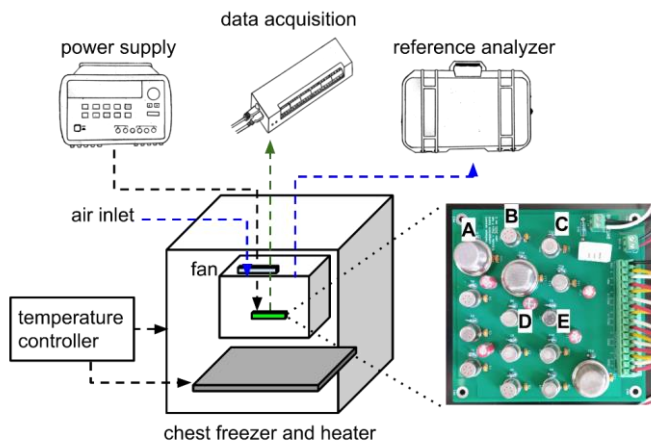 data acquisition
power supply
reference analyzer
air inlet
fan
temperature
controller
chest freezer and heater
A
B
C
D
E